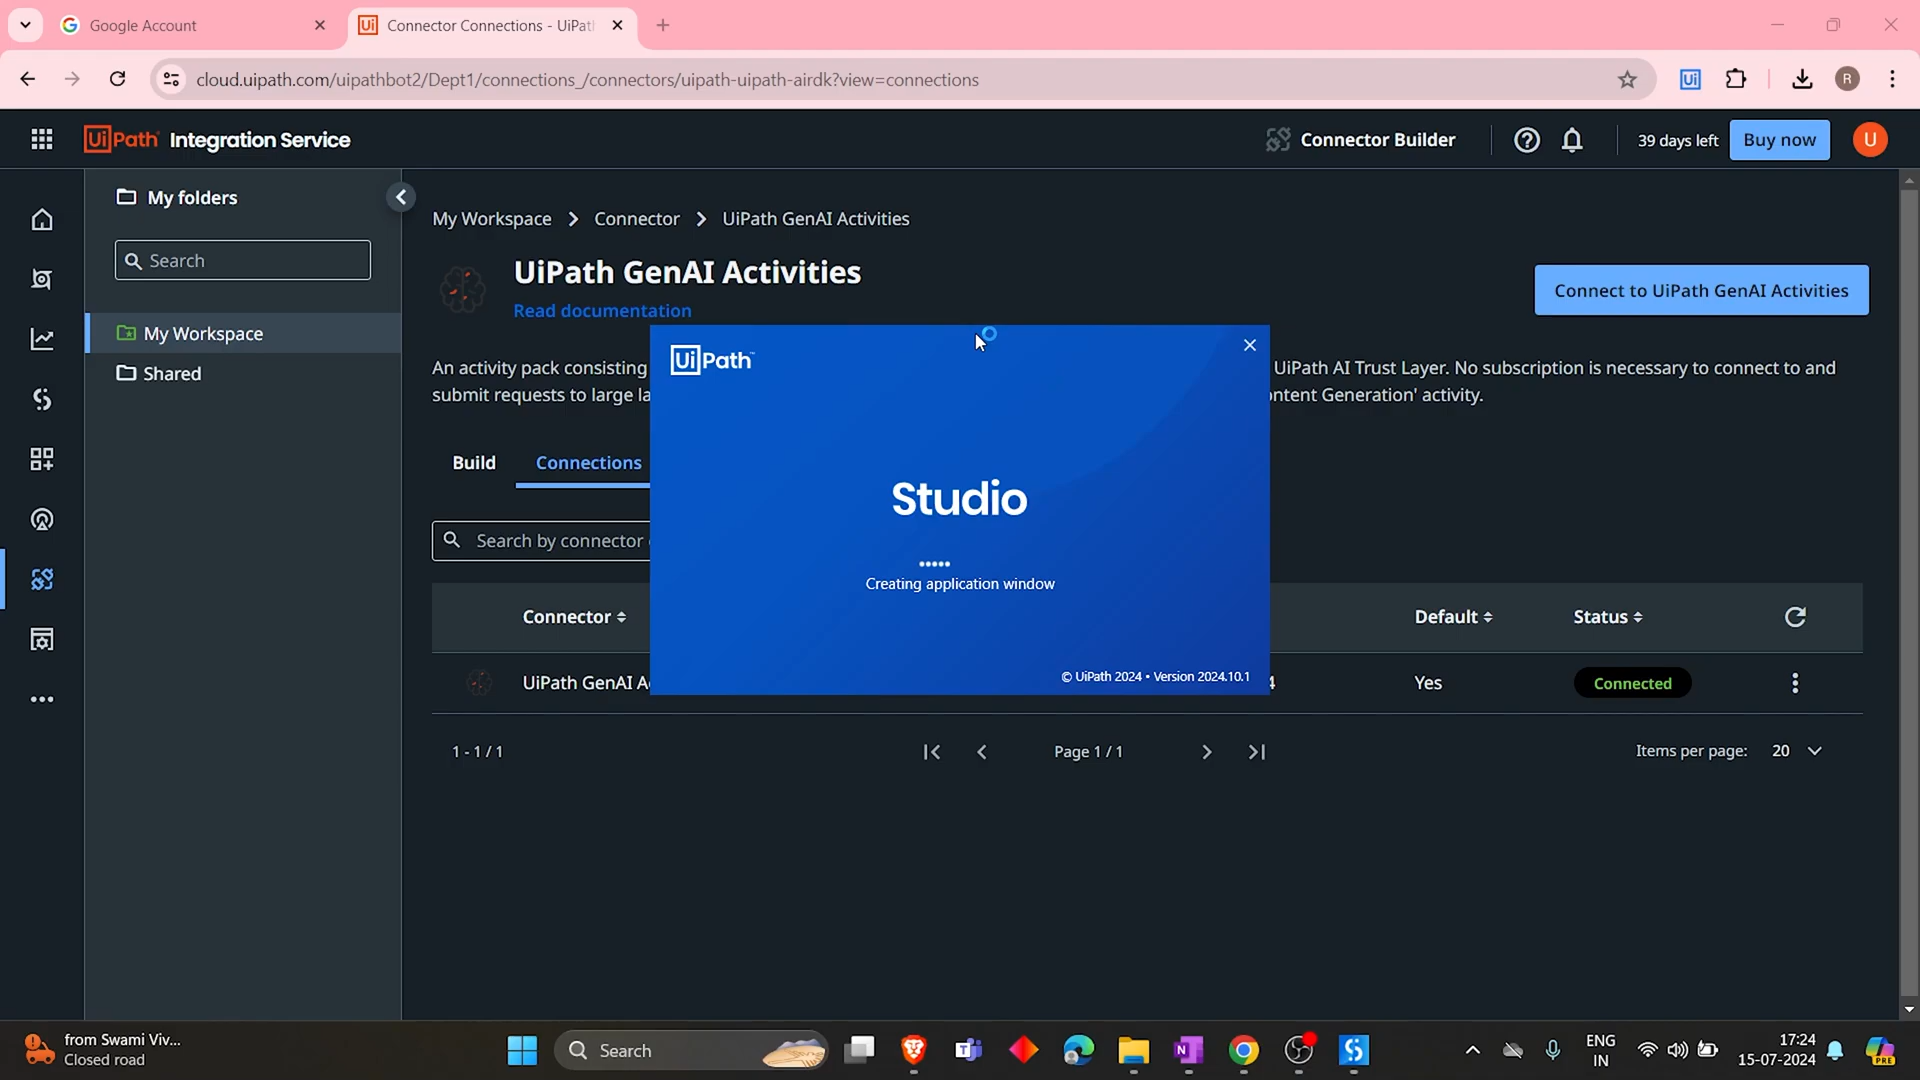 Google Account
Connector Connections - UiPat
cloud.uipath.com/uipathbot2/Dept1/connections_/connectors/uipath-uipath-airdk?view=connections
Ui
R
UiPath Integration Service
Connector Builder
39 days left
Buy now
U
My folders
Search
My Workspace
Shared
My Workspace > Connector > UiPath GenAI Activities
UiPath GenAI Activities
Read documentation
Connect to UiPath GenAI Activities
An activity pack consisting
UiPath AI Trust Layer. No subscription is necessary to connect to and
submit requests to large la
ntent Generation' activity.
Build
Connections
Search by connector
UiPath
Studio
Creating application window
© UiPath 2024 • Version 2024.10.1
Connector
Default
Status
UiPath GenAI A
4
Yes
Connected
1 - 1 / 1
Page 1 / 1
Items per page: 20
from Swami Viv...
Closed road
Search
ENG
IN
17:24
15-07-2024
PRE